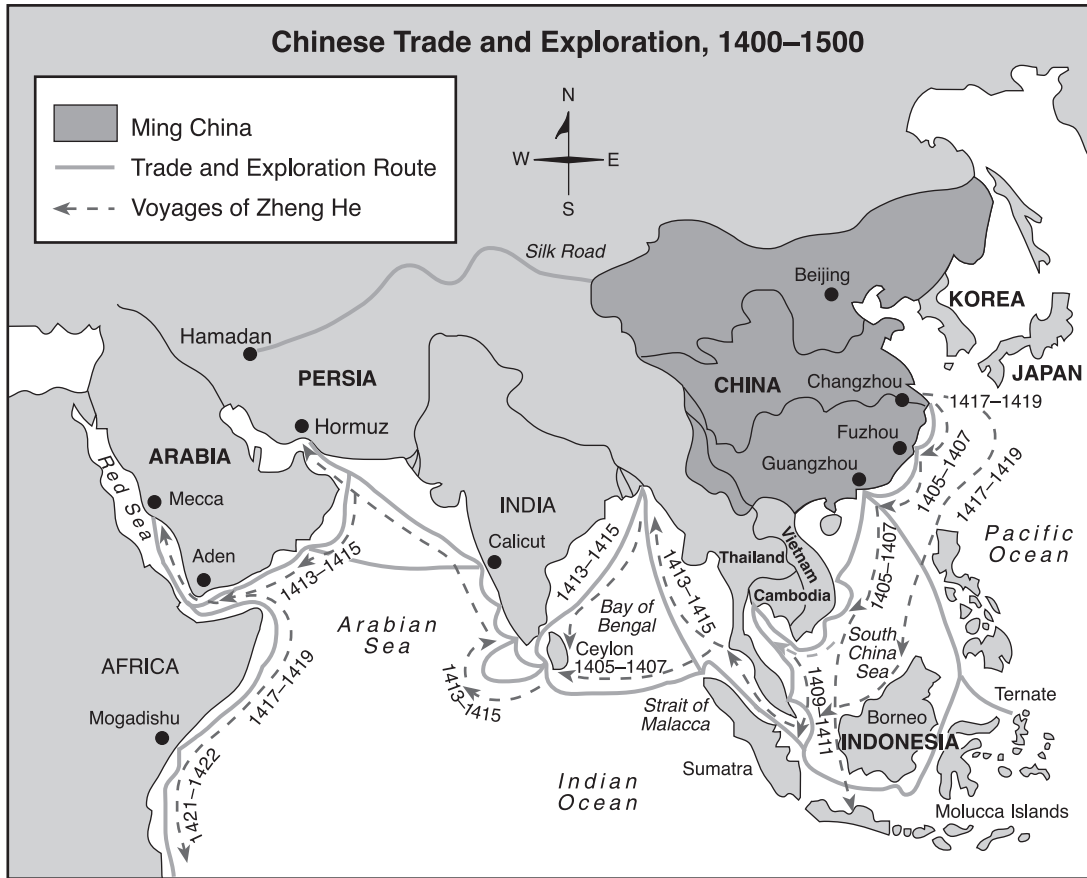 Chinese Trade and Exploration, 1400–1500
Ming China
Trade and Exploration Route
Voyages of Zheng He
N
W
E
S
Silk Road
Beijing
KOREA
Hamadan
PERSIA
CHINA
Changzhou
JAPAN
1417–1419
Hormuz
Fuzhou
ARABIA
Guangzhou
1405–1407
1417–1419
Red Sea
Mecca
INDIA
Pacific
Ocean
Aden
Calicut
1413–1415
1413–1415
1413–1415
Thailand
Vietnam
Cambodia
1405–1407
Arabian
Sea
Bay of
Bengal
South
China
Sea
Ceylon
1405–1407
AFRICA
1417–1419
1413–1415
Strait of
Malacca
1409–1411
Ternate
Mogadishu
Borneo
INDONESIA
Sumatra
1421–1422
Indian
Ocean
Molucca Islands